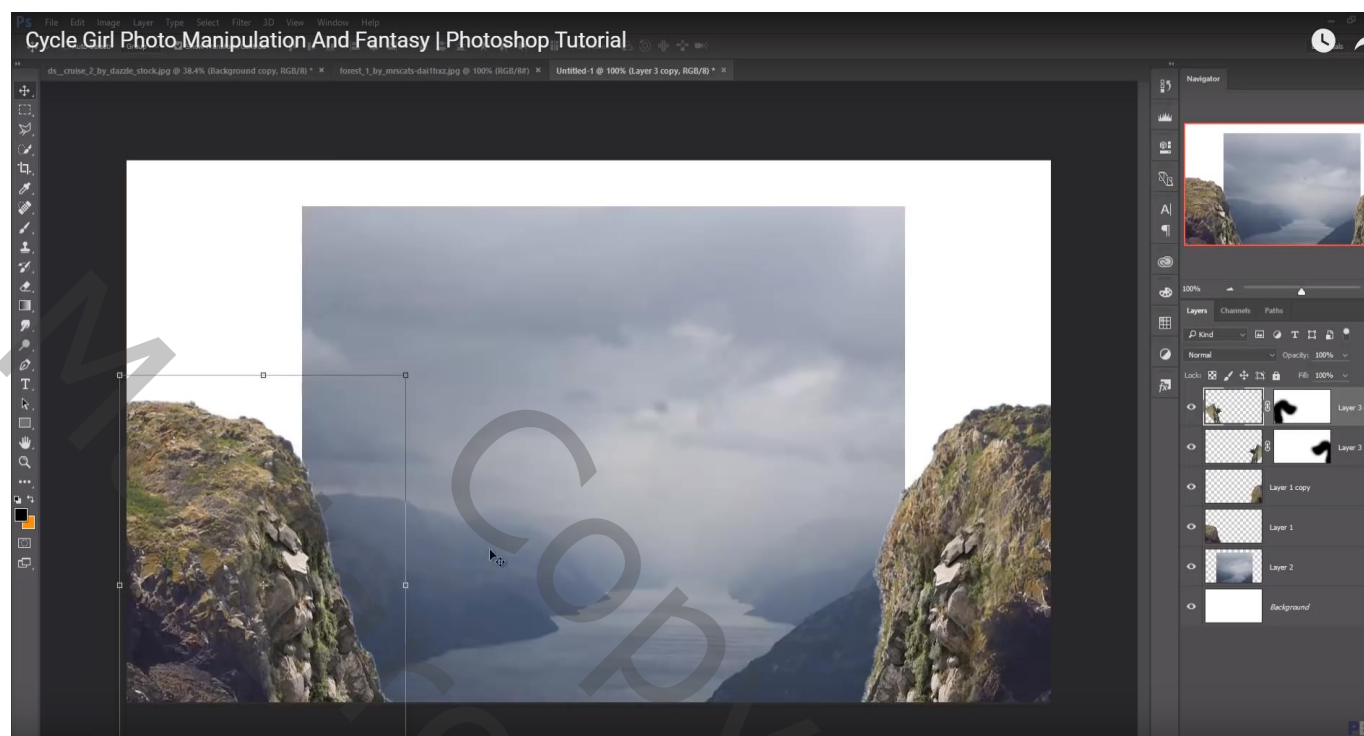 Ps File Edit Image Layer Type Select Filter 3D View Window Help
Cycle Girl Photo Manipulation And Fantasy | Photoshop Tutorial
ds__cruise_2_by_dazzle_stock.jpg @ 38.4% (Background copy, RGB/8) * × forest_1_by_mrscats-dai1hxz.jpg @ 100% (RGB/8#) × Untitled-1 @ 100% (Layer 3 copy, RGB/8) * ×
Navigator
100%
Layers Channels Paths
Kind
Normal Opacity: 100%
Lock: Fill: 100%
Layer 3
Layer 3
Layer 1 copy
Layer 1
Layer 2
Background